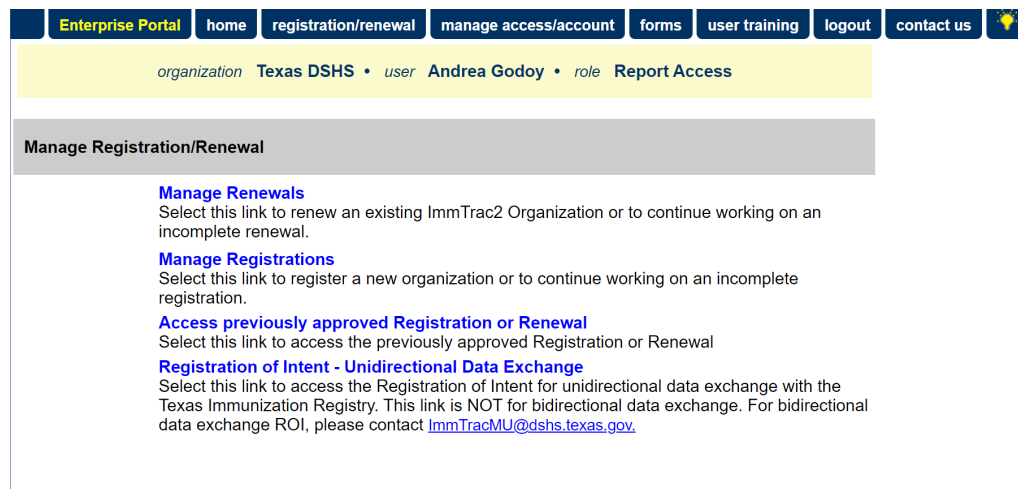 Enterprise Portal home registration/renewal manage access/account forms user training logout contact us
organization Texas DSHS • user Andrea Godoy • role Report Access
Manage Registration/Renewal
Manage Renewals
Select this link to renew an existing ImmTrac2 Organization or to continue working on an
incomplete renewal.
Manage Registrations
Select this link to register a new organization or to continue working on an incomplete
registration.
Access previously approved Registration or Renewal
Select this link to access the previously approved Registration or Renewal
Registration of Intent - Unidirectional Data Exchange
Select this link to access the Registration of Intent for unidirectional data exchange with the
Texas Immunization Registry. This link is NOT for bidirectional data exchange. For bidirectional
data exchange ROI, please contact ImmTracMU@dshs.texas.gov.